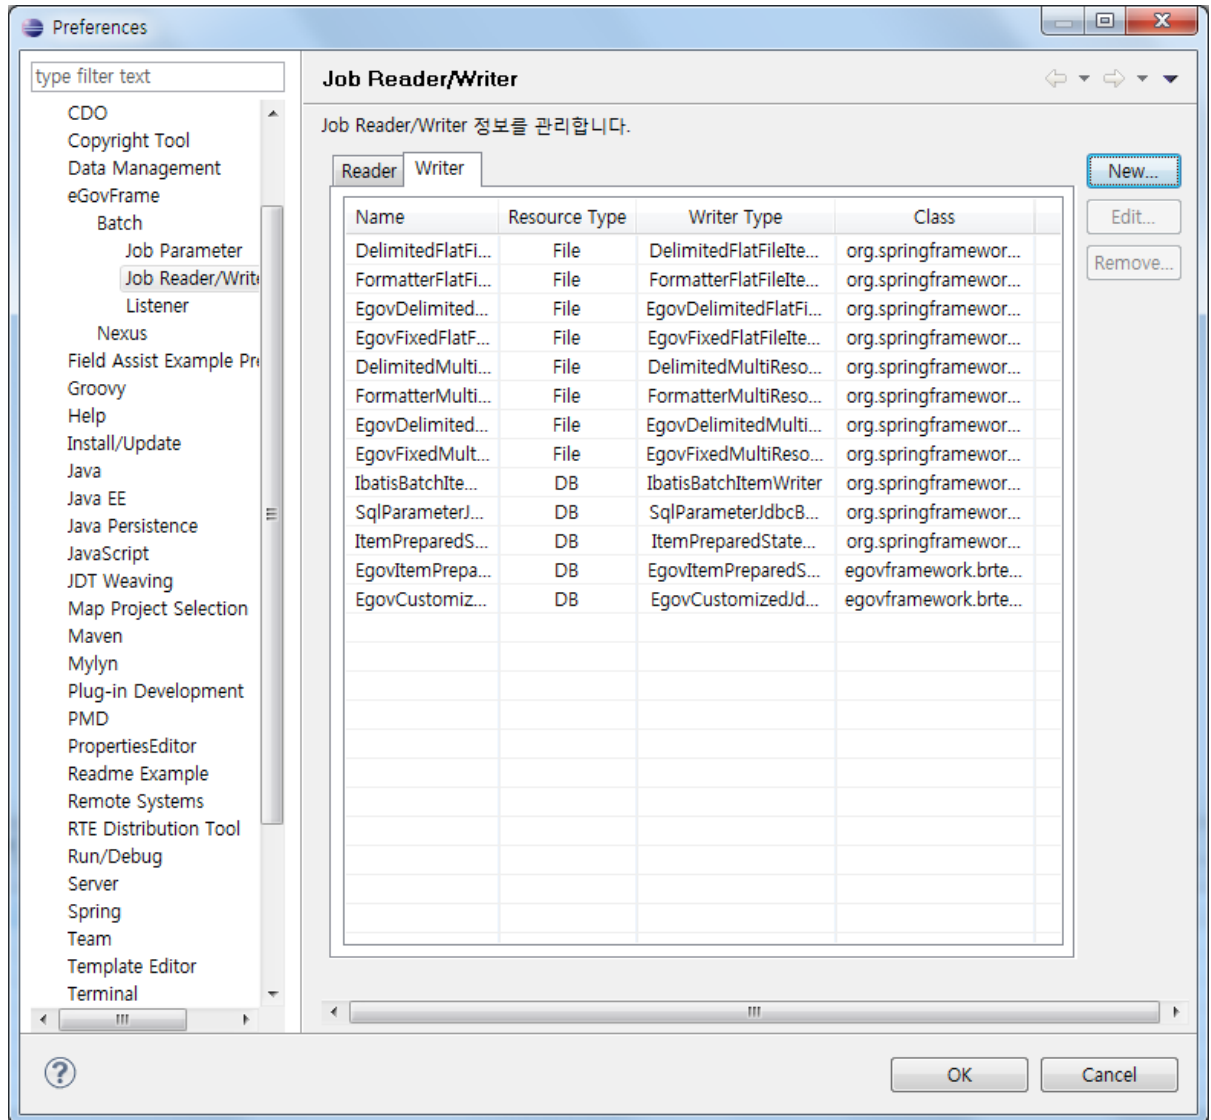 Preferences
type filter text
CDO
Copyright Tool
Data Management
eGovFrame
Batch
Job Parameter
Job Reader/Write
Listener
Nexus
Field Assist Example Pre
Groovy
Help
Install/Update
Java
Java EE
Java Persistence
JavaScript
JDT Weaving
Map Project Selection
Maven
Mylyn
Plug-in Development
PMD
PropertiesEditor
Readme Example
Remote Systems
RTE Distribution Tool
Run/Debug
Server
Spring
Team
Template Editor
Terminal
Job Reader/Writer
Job Reader/Writer 정보를 관리합니다.
Reader Writer
Name Resource Type Writer Type Class
DelimitedFlatFi... File DelimitedFlatFileIte... org.springframewor...
FormatterFlatFi... File FormatterFlatFileIte... org.springframewor...
EgovDelimited... File EgovDelimitedFlatFi... org.springframewor...
EgovFixedFlatF... File EgovFixedFlatFileIte... org.springframewor...
DelimitedMulti... File DelimitedMultiReso... org.springframewor...
FormatterMulti... File FormatterMultiReso... org.springframewor...
EgovDelimited... File EgovDelimitedMulti... org.springframewor...
EgovFixedMult... File EgovFixedMultiReso... org.springframewor...
IbatisBatchIte... DB IbatisBatchItemWriter org.springframewor...
SqlParameterJ... DB SqlParameterJdbcB... org.springframewor...
ItemPreparedS... DB ItemPreparedState... org.springframewor...
EgovItemPrepa... DB EgovItemPreparedS... egovframework.brte...
EgovCustomiz... DB EgovCustomizedJd... egovframework.brte...
New...
Edit...
Remove...
OK Cancel